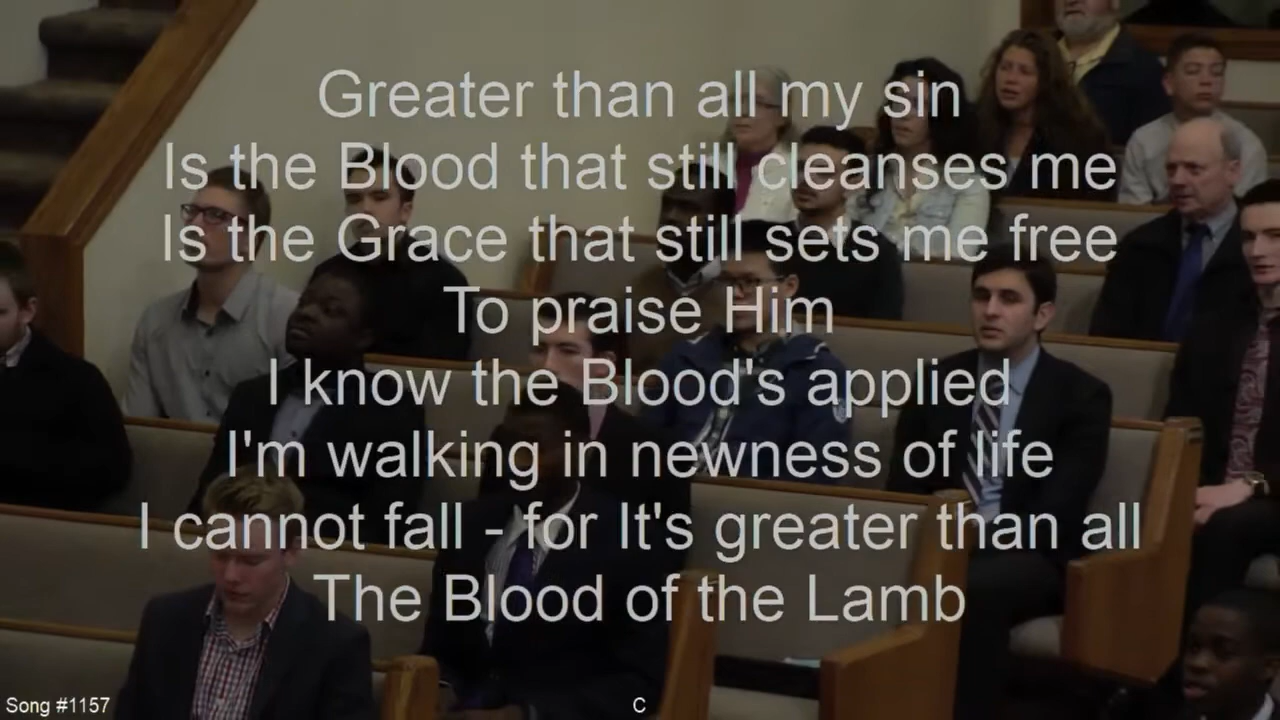 Greater than all my sin
Is the Blood that still cleanses me
Is the Grace that still sets me free
To praise Him
I know the Blood's applied
I'm walking in newness of life
I cannot fall - for It's greater than all
The Blood of the Lamb
Song #1157
C